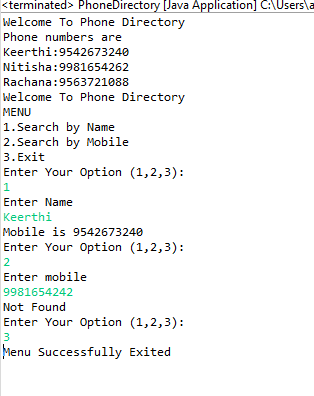 <terminated> PhoneDirectory [Java Application] C:\Users\a
Welcome To Phone Directory
Phone numbers are
Keerthi:9542673240
Nitisha:9981654262
Rachana:9563721088
Welcome To Phone Directory
MENU
1.Search by Name
2.Search by Mobile
3.Exit
Enter Your Option (1,2,3):
1
Enter Name
Keerthi
Mobile is 9542673240
Enter Your Option (1,2,3):
2
Enter mobile
9981654242
Not Found
Enter Your Option (1,2,3):
3
Menu Successfully Exited